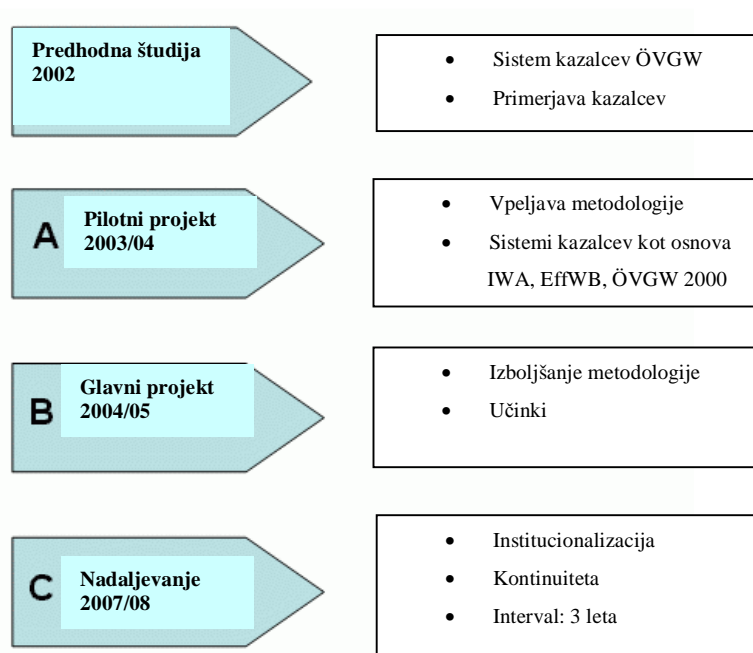 Predhodna študija
2002
• Sistem kazalcev ÖVGW
• Primerjava kazalcev
A
Pilotni projekt
2003/04
• Vpeljava metodologije
• Sistemi kazalcev kot osnova
IWA, EffWB, ÖVGW 2000
B
Glavni projekt
2004/05
• Izboljšanje metodologije
• Učinki
C
Nadaljevanje
2007/08
• Institucionalizacija
• Kontinuiteta
• Interval: 3 leta